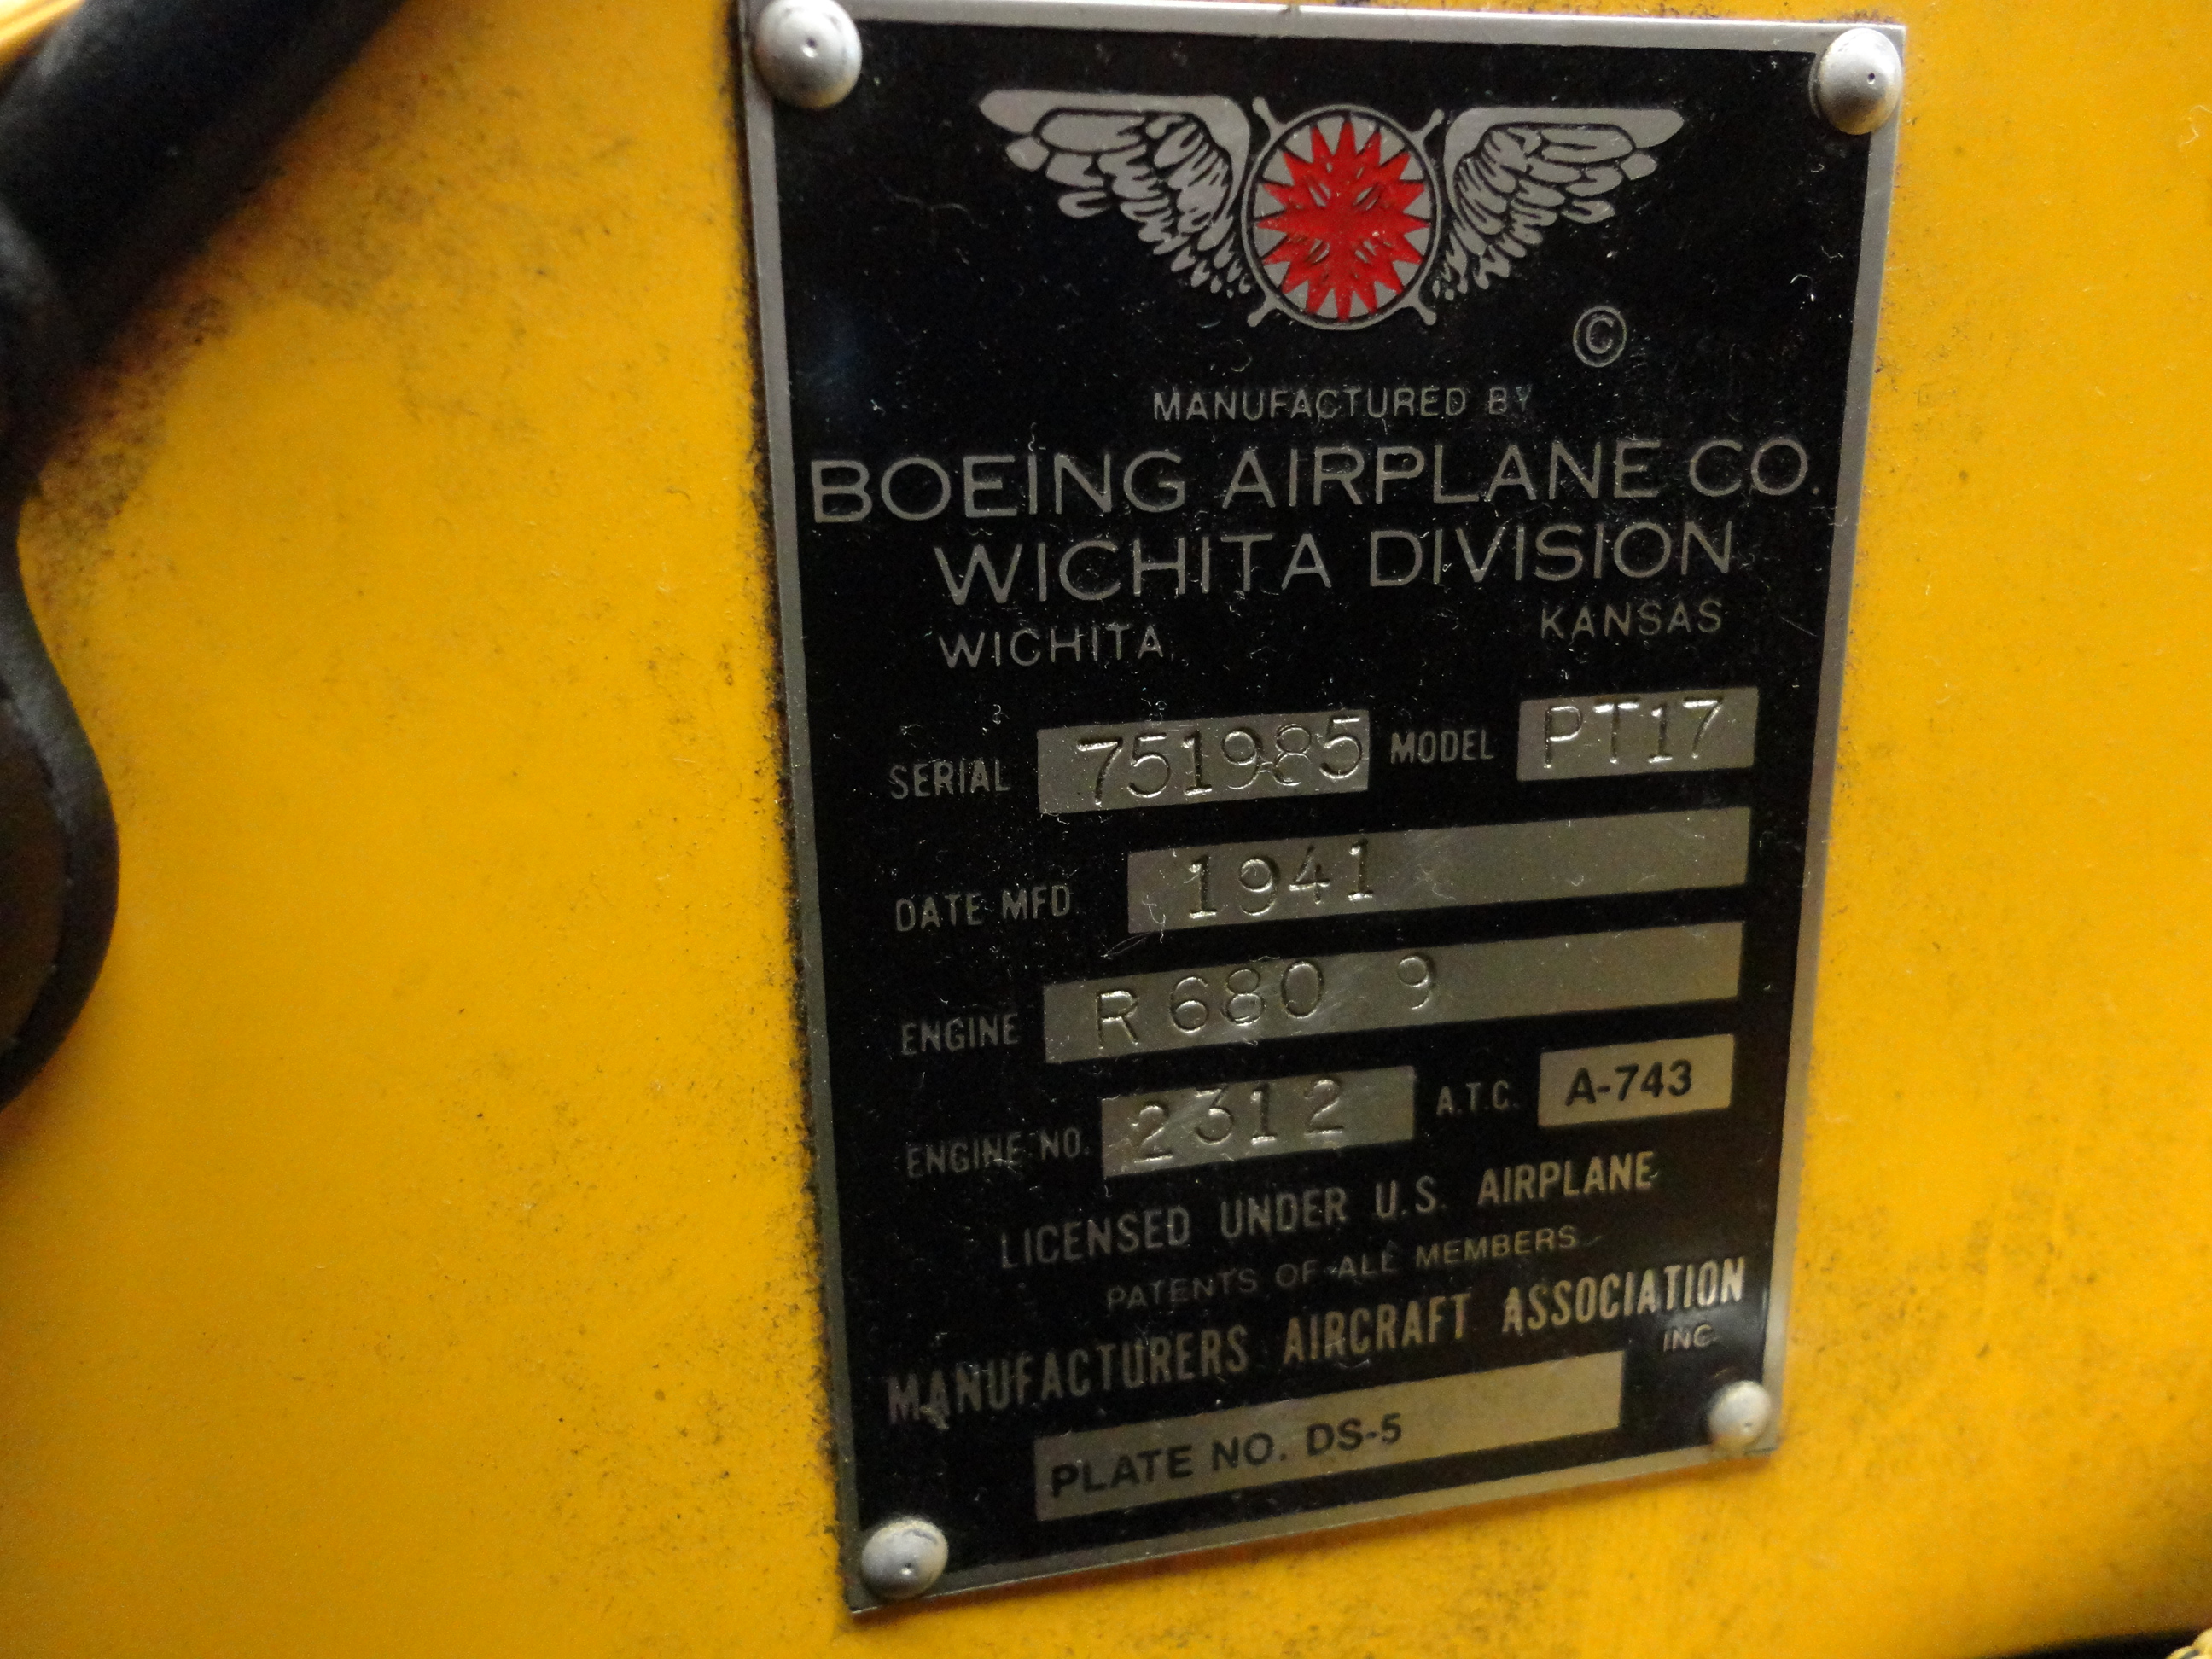 ©
MANUFACTURED BY
BOEING AIRPLANE CO.
WICHITA DIVISION
WICHITA KANSAS
SERIAL 751985 MODEL PT17
DATE MFD 1941
ENGINE R680 9
ENGINE NO. 2312 A.T.C. A-743
LICENSED UNDER U.S. AIRPLANE
PATENTS OF ALL MEMBERS
MANUFACTURERS AIRCRAFT ASSOCIATION
INC.
PLATE NO. DS-5